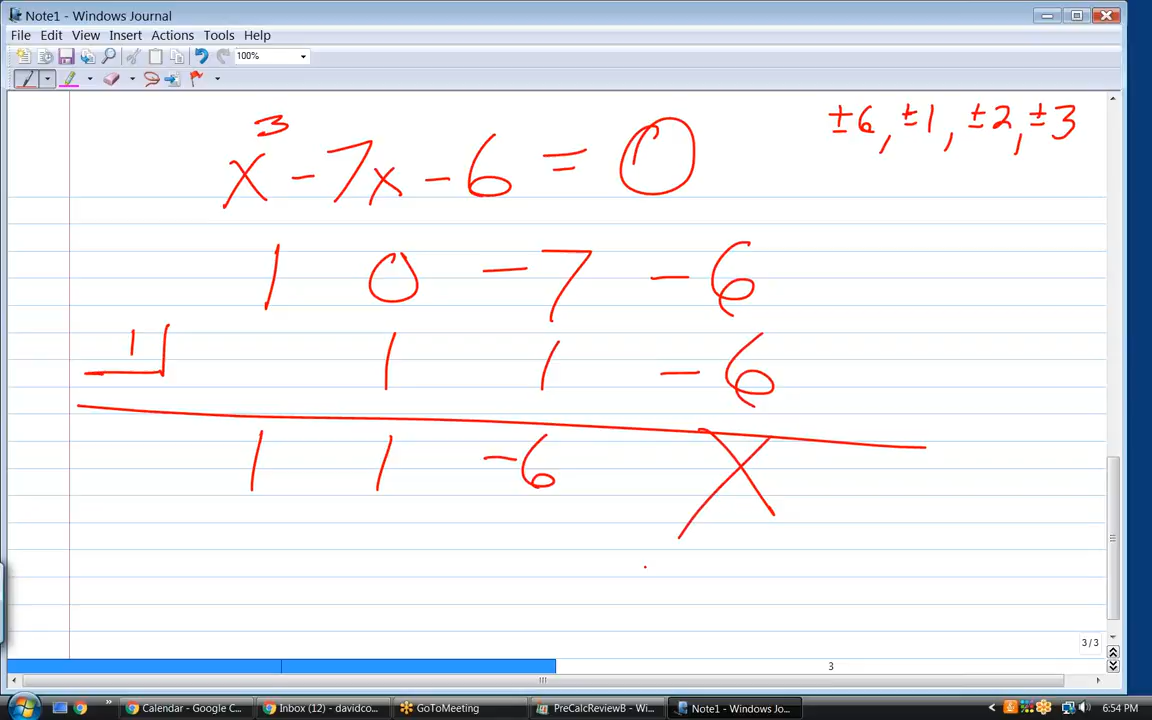 Note1 - Windows Journal
File Edit View Insert Actions Tools Help
100%
±6, ±1, ±2, ±3
x³ - 7x - 6 = 0
1 0 -7 -6
1 1 1 -6
1 1 -6 X
3/3
3
Calendar - Google C... Inbox (12) - davidco... GoToMeeting PreCalcReviewB - Wi... Note1 - Windows Jo... 6:54 PM